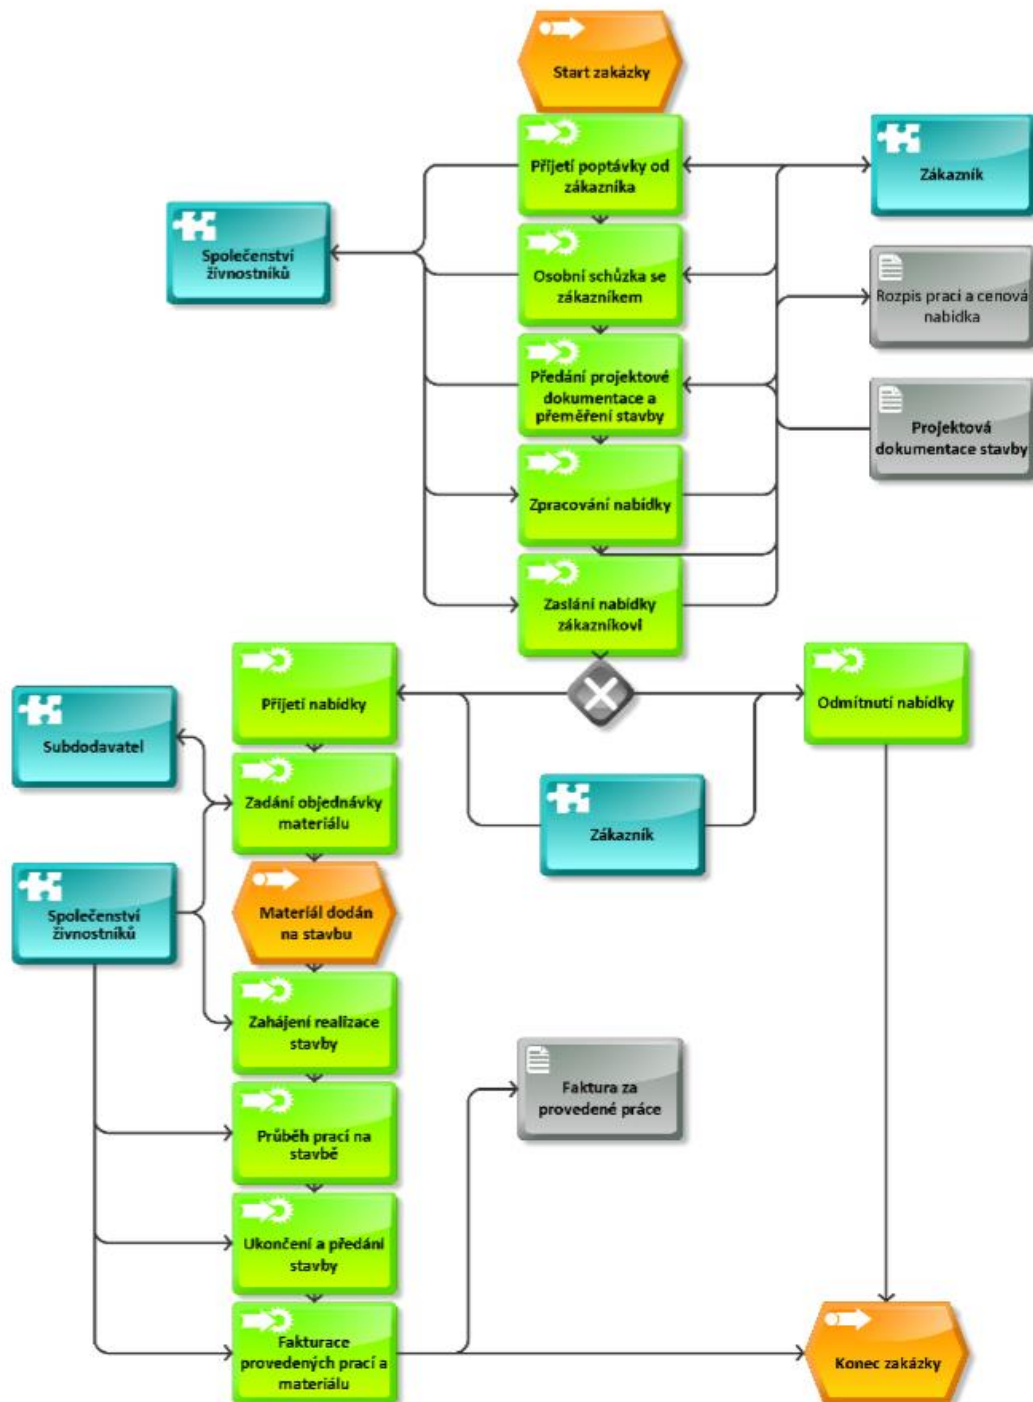 Start zakázky
Přijetí poptávky od
zákazníka
Zákazník
Společenství
živnostníků
Osobní schůzka se
zákazníkem
Rozpis prací a cenová
nabídka
Předání projektové
dokumentace a
přeměření stavby
Projektová
dokumentace stavby
Zpracování nabídky
Zaslání nabídky
zákazníkovi
Přijetí nabídky
Odmítnutí nabídky
Subdodavatel
Zadání objednávky
materiálu
Zákazník
Společenství
živnostníků
Materiál dodán
na stavbu
Zahájení realizace
stavby
Faktura za
provedené práce
Průběh prací na
stavbě
Ukončení a předání
stavby
Fakturace
provedených prací a
materiálu
Konec zakázky